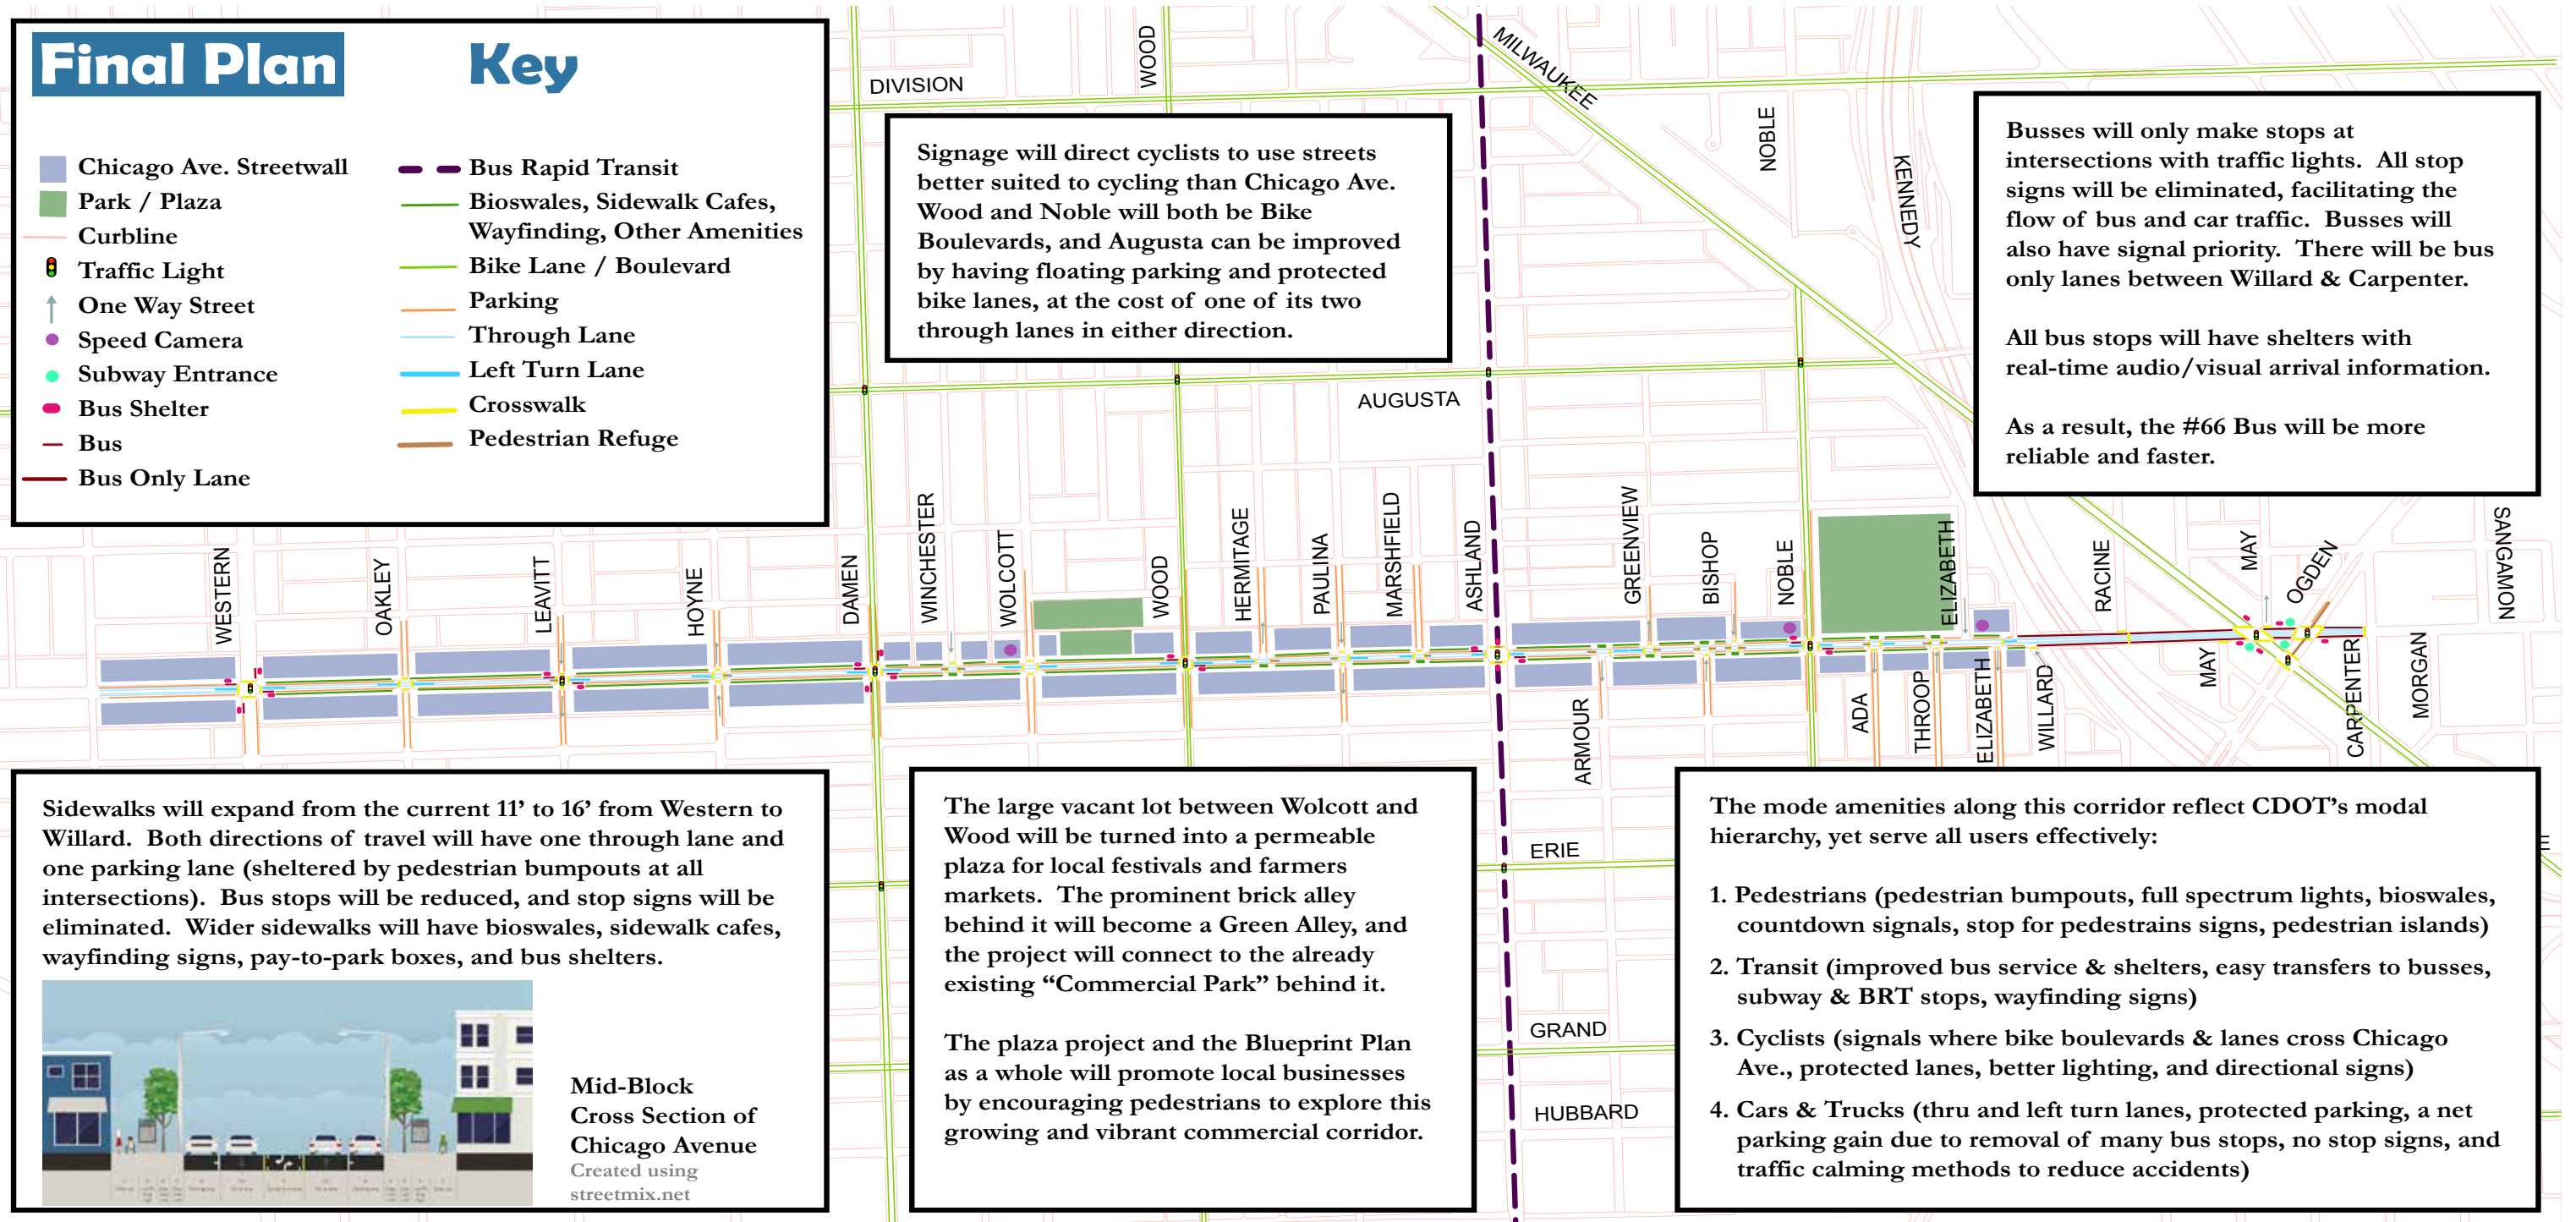 Final Plan
Key
Chicago Ave. Streetwall
Park / Plaza
Curbline
Traffic Light
One Way Street
Speed Camera
Subway Entrance
Bus Shelter
Bus
Bus Only Lane
Bus Rapid Transit
Bioswales, Sidewalk Cafes,
Wayfinding, Other Amenities
Bike Lane / Boulevard
Parking
Through Lane
Left Turn Lane
Crosswalk
Pedestrian Refuge
DIVISION
WOOD
MILWAUKEE
NOBLE
KENNEDY
Signage will direct cyclists to use streets
better suited to cycling than Chicago Ave.
Wood and Noble will both be Bike
Boulevards, and Augusta can be improved
by having floating parking and protected
bike lanes, at the cost of one of its two
through lanes in either direction.
Busses will only make stops at
intersections with traffic lights. All stop
signs will be eliminated, facilitating the
flow of bus and car traffic. Busses will
also have signal priority. There will be bus
only lanes between Willard & Carpenter.
All bus stops will have shelters with
real-time audio/visual arrival information.
As a result, the #66 Bus will be more
reliable and faster.
AUGUSTA
WESTERN
OAKLEY
LEAVITT
HOYNE
DAMEN
WINCHESTER
WOLCOTT
WOOD
HERMITAGE
PAULINA
MARSHFIELD
ASHLAND
GREENVIEW
BISHOP
NOBLE
ELIZABETH
RACINE
MAY
OGDEN
SANGAMON
ARMOUR
ADA
THROOP
ELIZABETH
WILLARD
MAY
CARPENTER
MORGAN
ERIE
GRAND
HUBBARD
E
Sidewalks will expand from the current 11’ to 16’ from Western to
Willard. Both directions of travel will have one through lane and
one parking lane (sheltered by pedestrian bumpouts at all
intersections). Bus stops will be reduced, and stop signs will be
eliminated. Wider sidewalks will have bioswales, sidewalk cafes,
wayfinding signs, pay-to-park boxes, and bus shelters.
Mid-Block
Cross Section of
Chicago Avenue
Created using
streetmix.net
The large vacant lot between Wolcott and
Wood will be turned into a permeable
plaza for local festivals and farmers
markets. The prominent brick alley
behind it will become a Green Alley, and
the project will connect to the already
existing “Commercial Park” behind it.
The plaza project and the Blueprint Plan
as a whole will promote local businesses
by encouraging pedestrians to explore this
growing and vibrant commercial corridor.
The mode amenities along this corridor reflect CDOT’s modal
hierarchy, yet serve all users effectively:
1. Pedestrians (pedestrian bumpouts, full spectrum lights, bioswales,
countdown signals, stop for pedestrains signs, pedestrian islands)
2. Transit (improved bus service & shelters, easy transfers to busses,
subway & BRT stops, wayfinding signs)
3. Cyclists (signals where bike boulevards & lanes cross Chicago
Ave., protected lanes, better lighting, and directional signs)
4. Cars & Trucks (thru and left turn lanes, protected parking, a net
parking gain due to removal of many bus stops, no stop signs, and
traffic calming methods to reduce accidents)